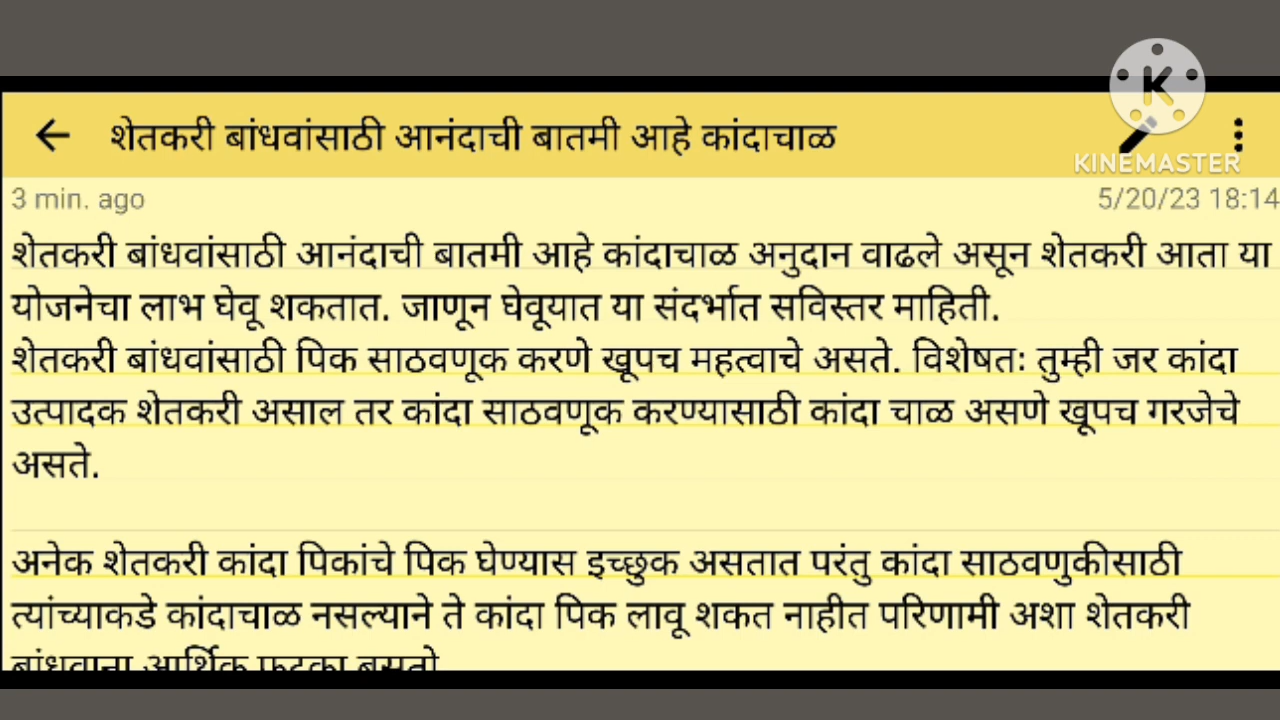 शेतकरी बांधवांसाठी आनंदाची बातमी आहे कांदाचाळ
KINEMASTER
3 min. ago
5/20/23 18:14
शेतकरी बांधवांसाठी आनंदाची बातमी आहे कांदाचाळ अनुदान वाढले असून शेतकरी आता या
योजनेचा लाभ घेवू शकतात. जाणून घेवूयात या संदर्भात सविस्तर माहिती.
शेतकरी बांधवांसाठी पिक साठवणूक करणे खूपच महत्वाचे असते. विशेषतः तुम्ही जर कांदा
उत्पादक शेतकरी असाल तर कांदा साठवणूक करण्यासाठी कांदा चाळ असणे खूपच गरजेचे
असते.
अनेक शेतकरी कांदा पिकांचे पिक घेण्यास इच्छुक असतात परंतु कांदा साठवणुकीसाठी
त्यांच्याकडे कांदाचाळ नसल्याने ते कांदा पिक लावू शकत नाहीत परिणामी अशा शेतकरी